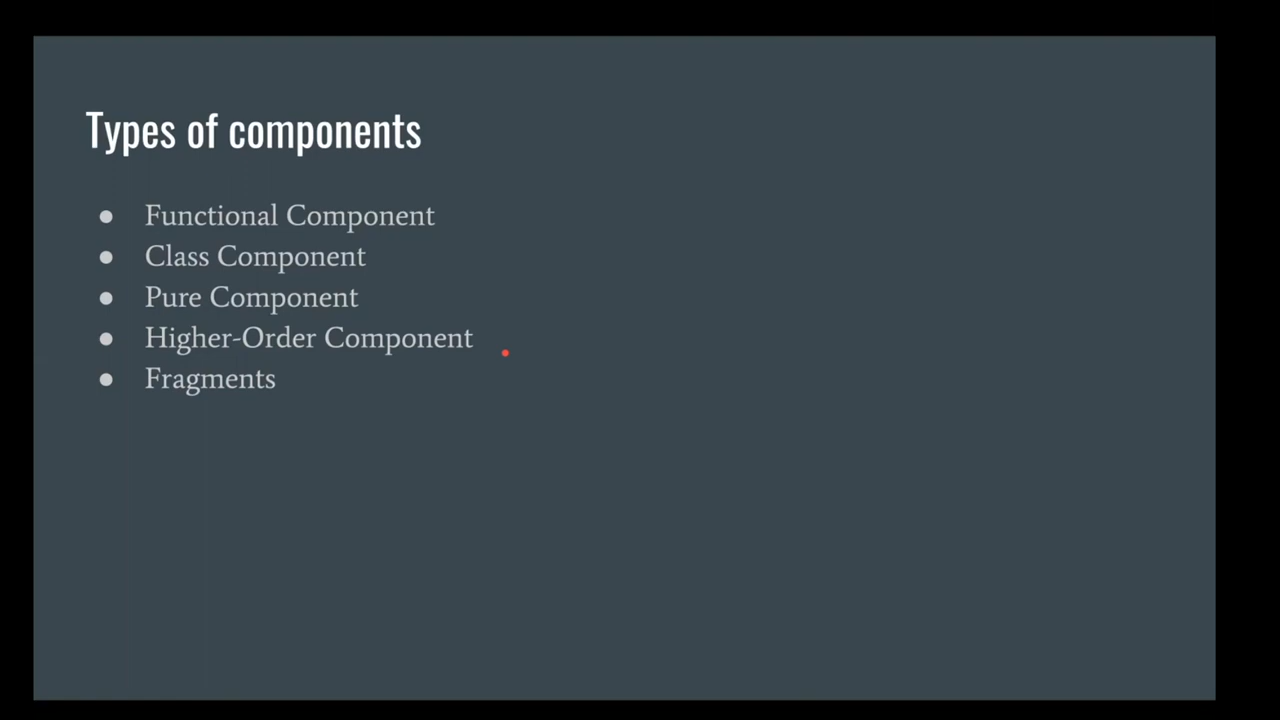 Types of components
● Functional Component
● Class Component
● Pure Component
● Higher-Order Component
● Fragments